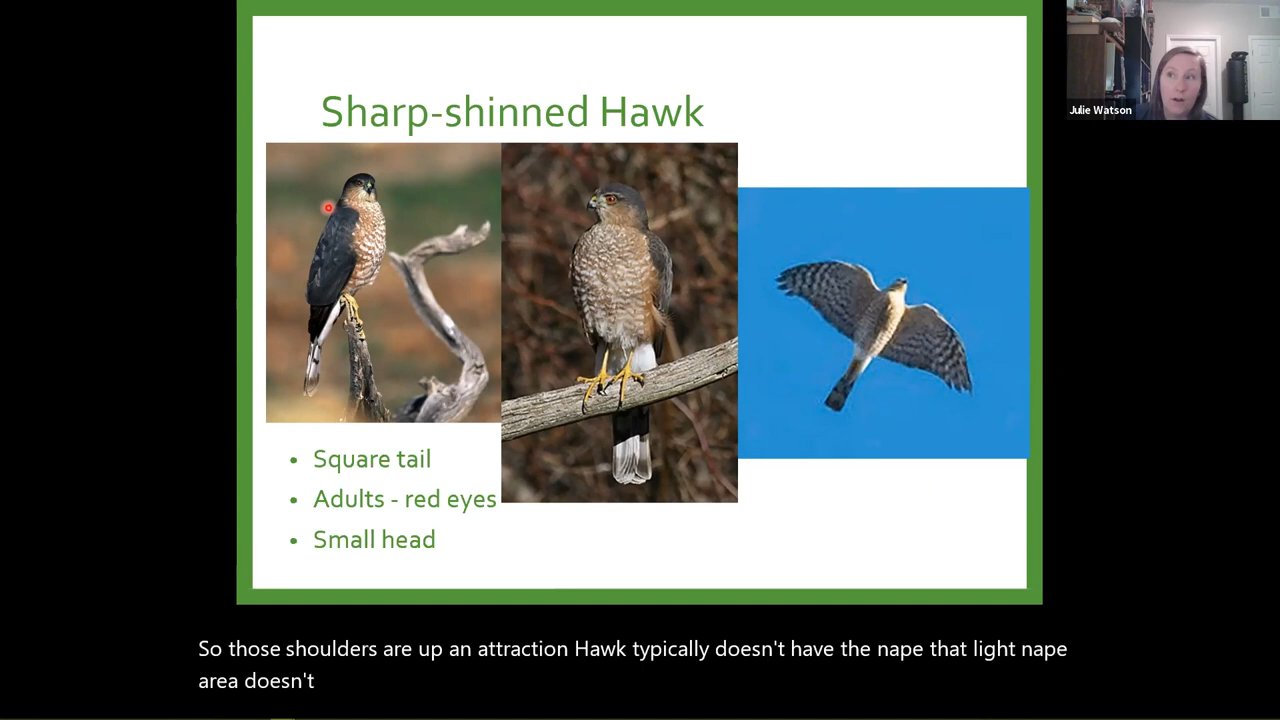 Sharp-shinned Hawk
Julie Watson
• Square tail
• Adults - red eyes
• Small head
So those shoulders are up an attraction Hawk typically doesn't have the nape that light nape
area doesn't